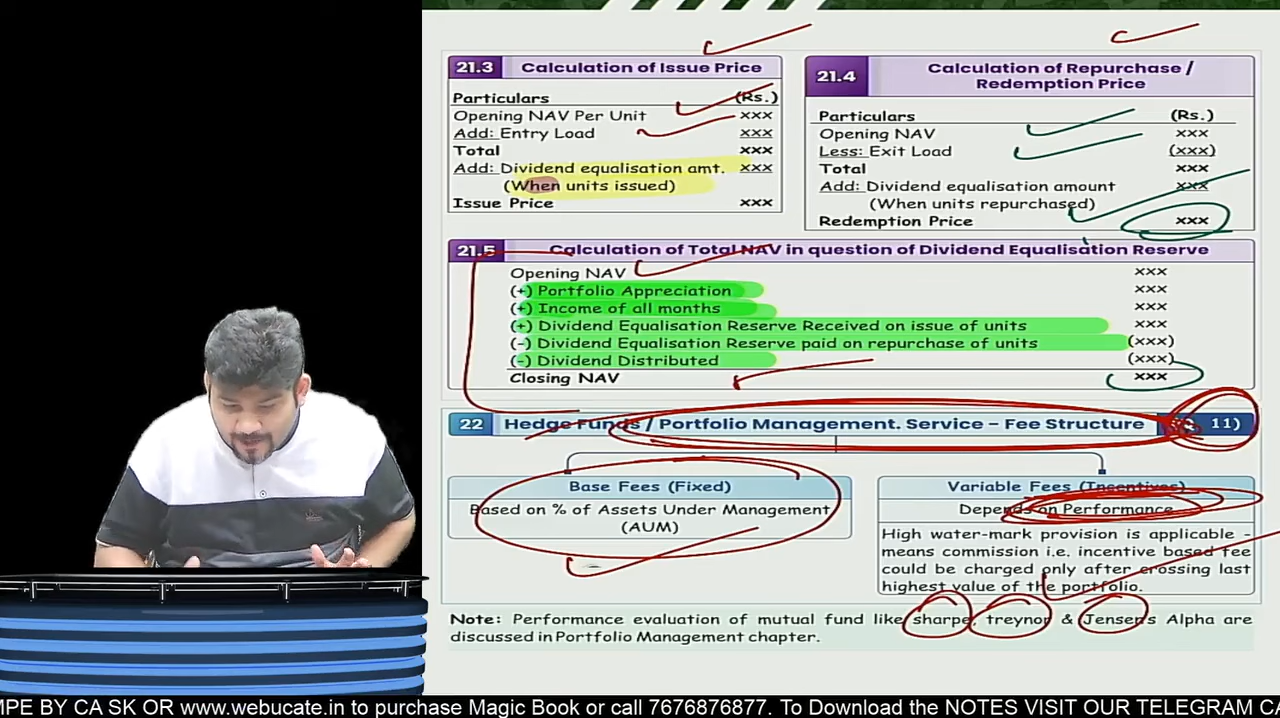 21.3 Calculation of Issue Price
Particulars (Rs.)
Opening NAV Per Unit xxx
Add: Entry Load xxx
Total xxx
Add: Dividend equalisation amt. xxx
(When units issued)
Issue Price xxx
21.4 Calculation of Repurchase /
Redemption Price
Particulars (Rs.)
Opening NAV xxx
Less: Exit Load (xxx)
Total xxx
Add: Dividend equalisation amount xxx
(When units repurchased)
Redemption Price xxx
21.5 Calculation of Total NAV in question of Dividend Equalisation Reserve
Opening NAV xxx
(+) Portfolio Appreciation xxx
(+) Income of all months xxx
(+) Dividend Equalisation Reserve Received on issue of units xxx
(-) Dividend Equalisation Reserve paid on repurchase of units (xxx)
(-) Dividend Distributed (xxx)
Closing NAV xxx
22 Hedge Funds / Portfolio Management. Service - Fee Structure 11)
Base Fees (Fixed)
Based on % of Assets Under Management
(AUM)
Variable Fees (Incentives)
Depends on Performance
High water-mark provision is applicable -
means commission i.e. incentive based fee
could be charged only after crossing last
highest value of the portfolio.
Note: Performance evaluation of mutual fund like sharpe, treynor & Jensen's Alpha are
discussed in Portfolio Management chapter.
MPE BY CA SK OR www.webucate.in to purchase Magic Book or call 7676876877. To Download the NOTES VISIT OUR TELEGRAM CA